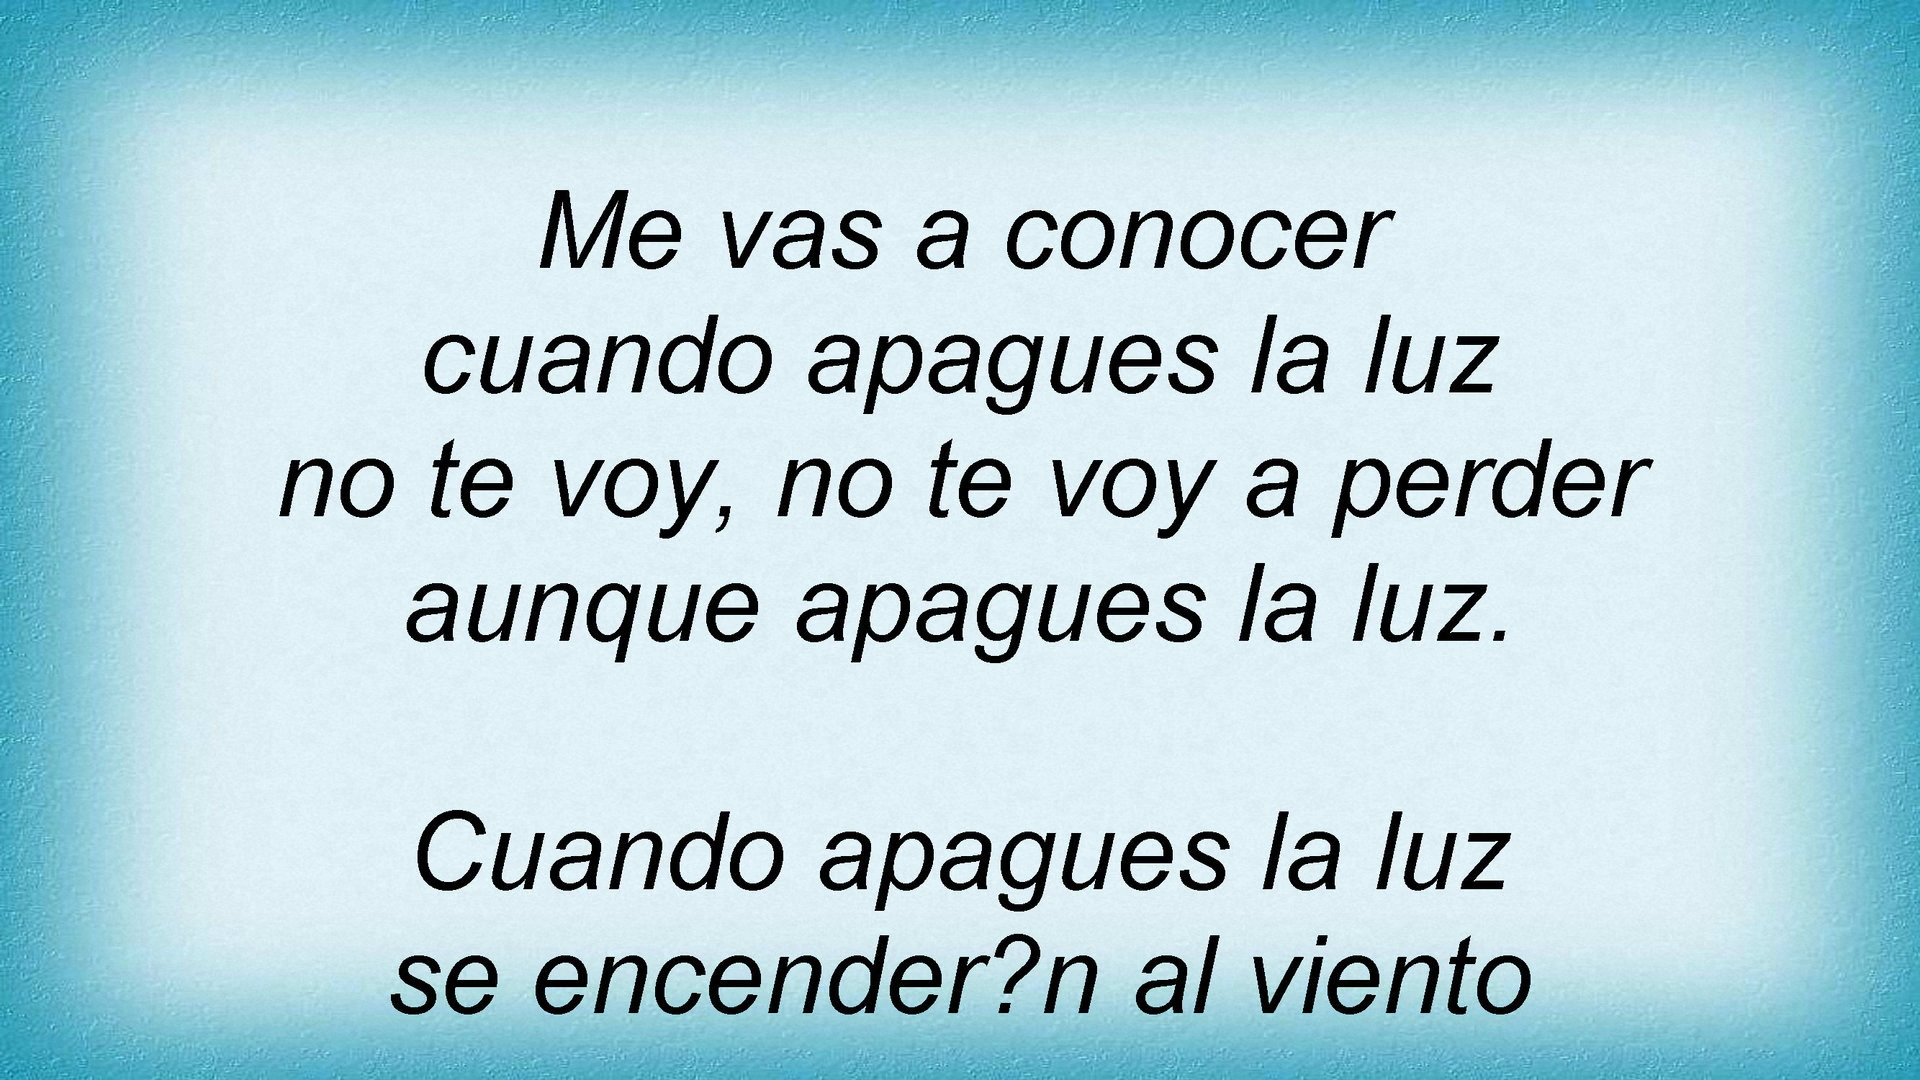 Me vas a conocer
cuando apagues la luz
no te voy, no te voy a perder
aunque apagues la luz.
Cuando apagues la luz
se encender?n al viento